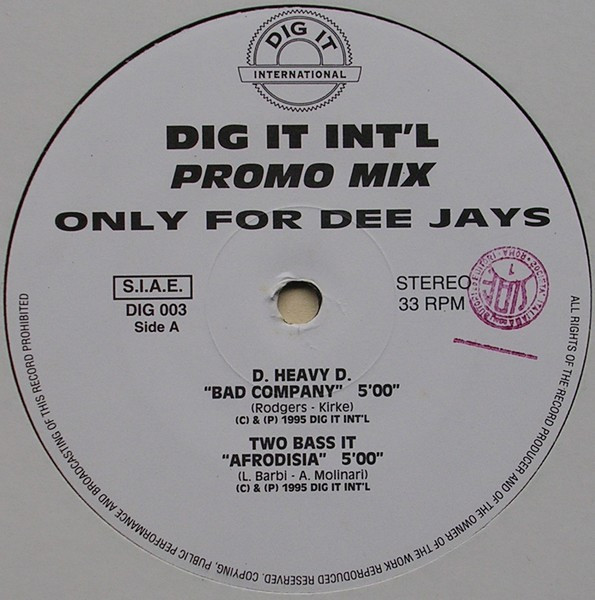 DIG IT
INTERNATIONAL
DIG IT INT'L
PROMO MIX
ONLY FOR DEE JAYS
S.I.A.E.
DIG 003
Side A
STEREO
33 RPM
D. HEAVY D.
"BAD COMPANY" 5'00"
(Rodgers - Kirke)
(C) & (P) 1995 DIG IT INT'L
TWO BASS IT
"AFRODISIA" 5'00"
(L. Barbi - A. Molinari)
(C) & (P) 1995 DIG IT INT'L
ALL RIGHTS OF THE RECORD PRODUCER AND OF THE OWNER OF THE WORK REPRODUCED RESERVED. COPYING, PUBLIC PERFORMANCE AND BROADCASTING OF THIS RECORD PROHIBITED